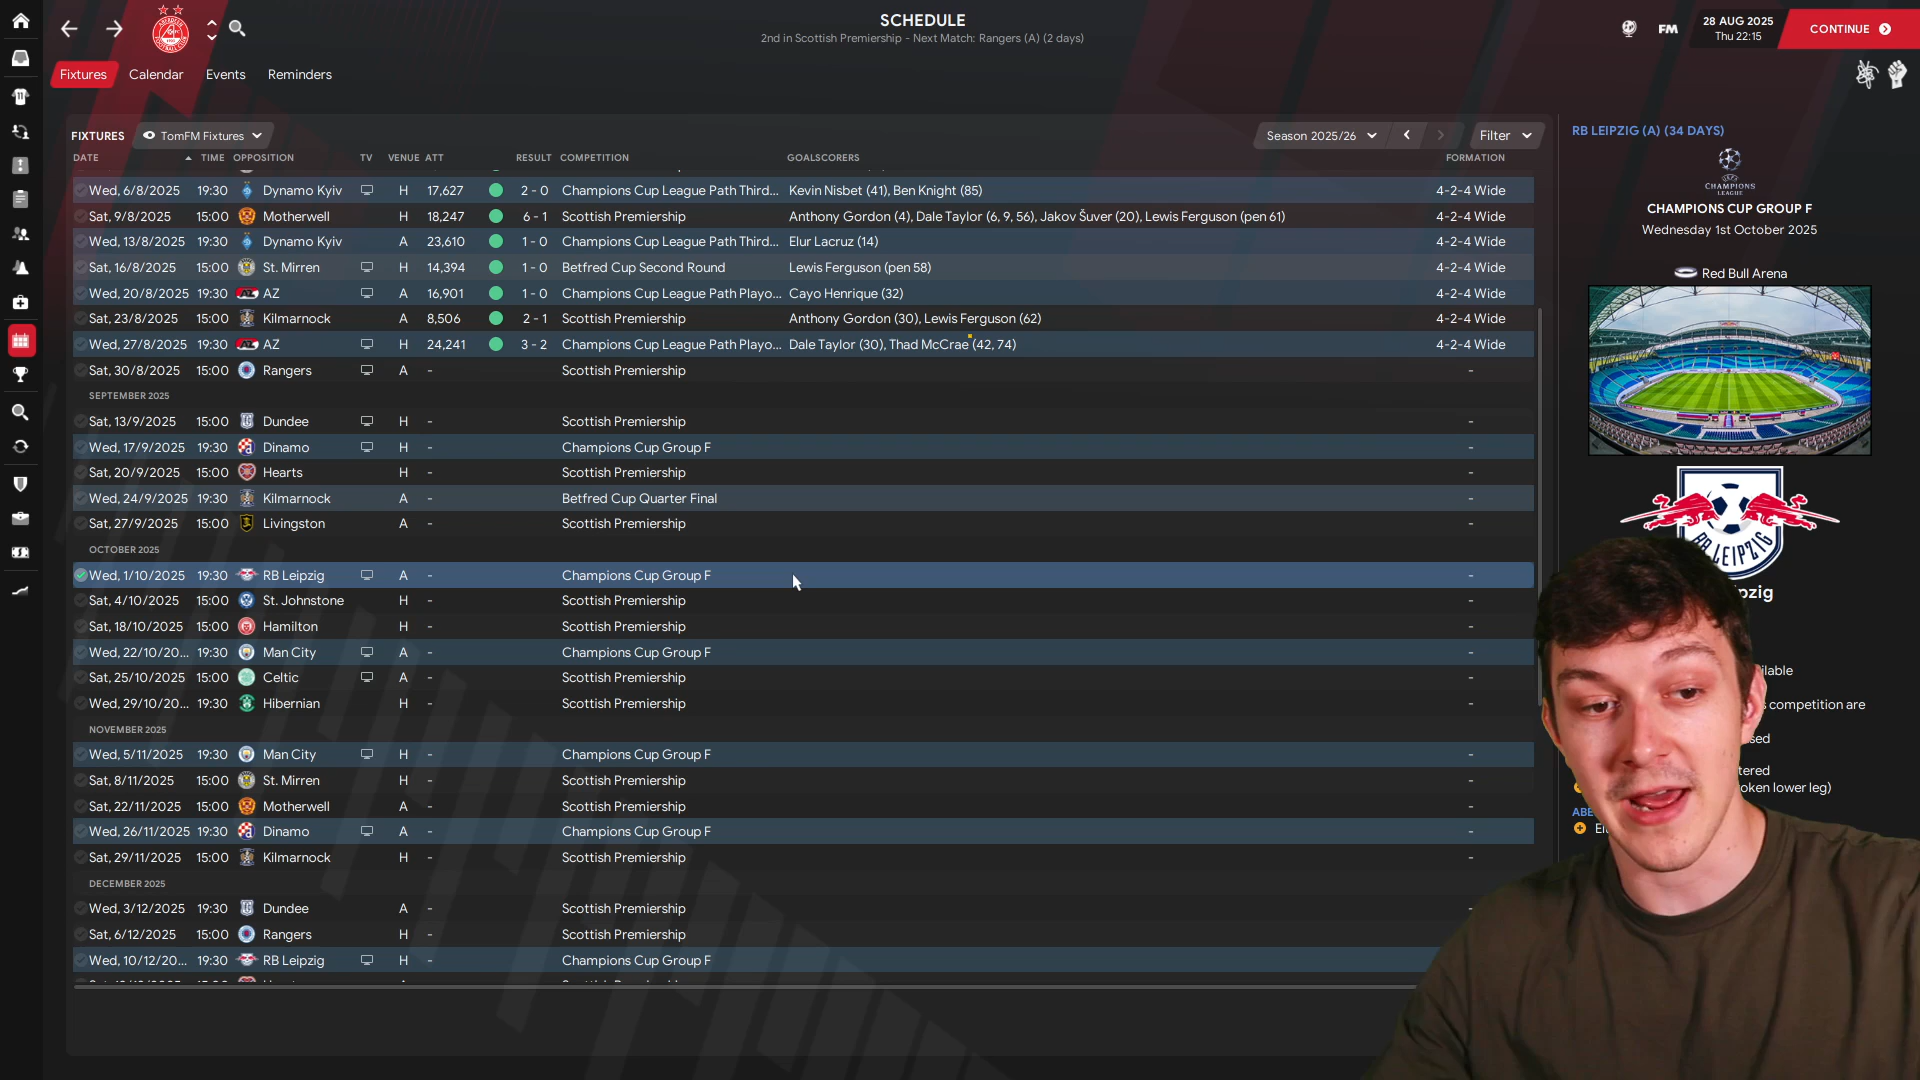 SCHEDULE
2nd in Scottish Premiership - Next Match: Rangers (A) (2 days)
FM
28 AUG 2025
Thu 22:15
CONTINUE
Fixtures Calendar Events Reminders
FIXTURES TomFM Fixtures Season 2025/26 Filter
DATE TIME OPPOSITION TV VENUE ATT RESULT COMPETITION GOALSCORERS FORMATION
Wed, 6/8/2025 19:30 Dynamo Kyiv H 17,627 2 - 0 Champions Cup League Path Third... Kevin Nisbet (41), Ben Knight (85) 4-2-4 Wide
Sat, 9/8/2025 15:00 Motherwell H 18,247 6 - 1 Scottish Premiership Anthony Gordon (4), Dale Taylor (6, 9, 56), Jakov Šuver (20), Lewis Ferguson (pen 61) 4-2-4 Wide
Wed, 13/8/2025 19:30 Dynamo Kyiv A 23,610 1 - 0 Champions Cup League Path Third... Elur Lacruz (14) 4-2-4 Wide
Sat, 16/8/2025 15:00 St. Mirren H 14,394 1 - 0 Betfred Cup Second Round Lewis Ferguson (pen 58) 4-2-4 Wide
Wed, 20/8/2025 19:30 AZ A 16,901 1 - 0 Champions Cup League Path Playo... Cayo Henrique (32) 4-2-4 Wide
Sat, 23/8/2025 15:00 Kilmarnock A 8,506 2 - 1 Scottish Premiership Anthony Gordon (30), Lewis Ferguson (62) 4-2-4 Wide
Wed, 27/8/2025 19:30 AZ H 24,241 3 - 2 Champions Cup League Path Playo... Dale Taylor (30), Thad McCrae (42, 74) 4-2-4 Wide
Sat, 30/8/2025 15:00 Rangers A - Scottish Premiership -
SEPTEMBER 2025
Sat, 13/9/2025 15:00 Dundee H - Scottish Premiership -
Wed, 17/9/2025 19:30 Dinamo H - Champions Cup Group F -
Sat, 20/9/2025 15:00 Hearts H - Scottish Premiership -
Wed, 24/9/2025 19:30 Kilmarnock A - Betfred Cup Quarter Final -
Sat, 27/9/2025 15:00 Livingston A - Scottish Premiership -
OCTOBER 2025
Wed, 1/10/2025 19:30 RB Leipzig A - Champions Cup Group F -
Sat, 4/10/2025 15:00 St. Johnstone H - Scottish Premiership -
Sat, 18/10/2025 15:00 Hamilton H - Scottish Premiership -
Wed, 22/10/20... 19:30 Man City A - Champions Cup Group F -
Sat, 25/10/2025 15:00 Celtic A - Scottish Premiership -
Wed, 29/10/20... 19:30 Hibernian H - Scottish Premiership -
NOVEMBER 2025
Wed, 5/11/2025 19:30 Man City H - Champions Cup Group F -
Sat, 8/11/2025 15:00 St. Mirren H - Scottish Premiership -
Sat, 22/11/2025 15:00 Motherwell A - Scottish Premiership -
Wed, 26/11/2025 19:30 Dinamo A - Champions Cup Group F -
Sat, 29/11/2025 15:00 Kilmarnock H - Scottish Premiership -
DECEMBER 2025
Wed, 3/12/2025 19:30 Dundee A - Scottish Premiership -
Sat, 6/12/2025 15:00 Rangers H - Scottish Premiership
Wed, 10/12/20... 19:30 RB Leipzig H - Champions Cup Group F
RB LEIPZIG (A) (34 DAYS)
CHAMPIONS
LEAGUE
CHAMPIONS CUP GROUP F
Wednesday 1st October 2025
Red Bull Arena
RB LEIPZIG
pzig
ilable
competition are
sed
tered
oken lower leg)
ABE